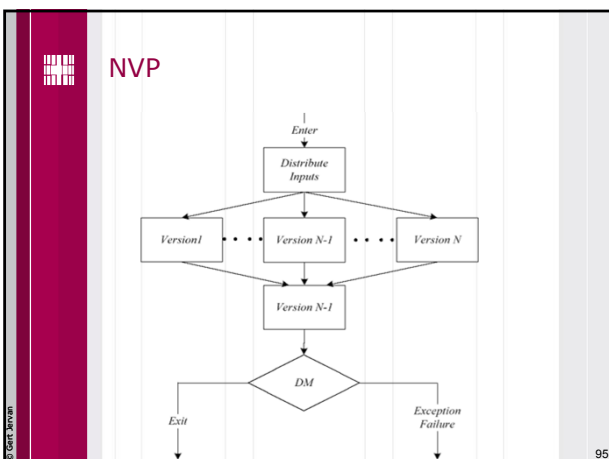 NVP
Enter
Distribute
Inputs
Version1
Version N-1
Version N
Version N-1
DM
Exit
Exception
Failure
© Gert Jervan
95